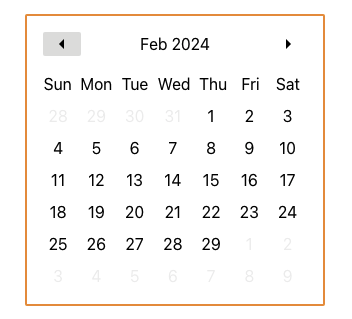 Feb 2024
Sun Mon Tue Wed Thu Fri Sat
28 29 30 31 1 2 3
4 5 6 7 8 9 10
11 12 13 14 15 16 17
18 19 20 21 22 23 24
25 26 27 28 29 1 2
3 4 5 6 7 8 9